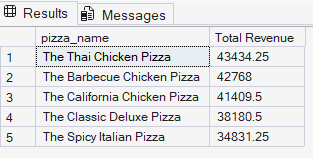 Results Messages
pizza_name Total Revenue
1 The Thai Chicken Pizza 43434.25
2 The Barbecue Chicken Pizza 42768
3 The California Chicken Pizza 41409.5
4 The Classic Deluxe Pizza 38180.5
5 The Spicy Italian Pizza 34831.25